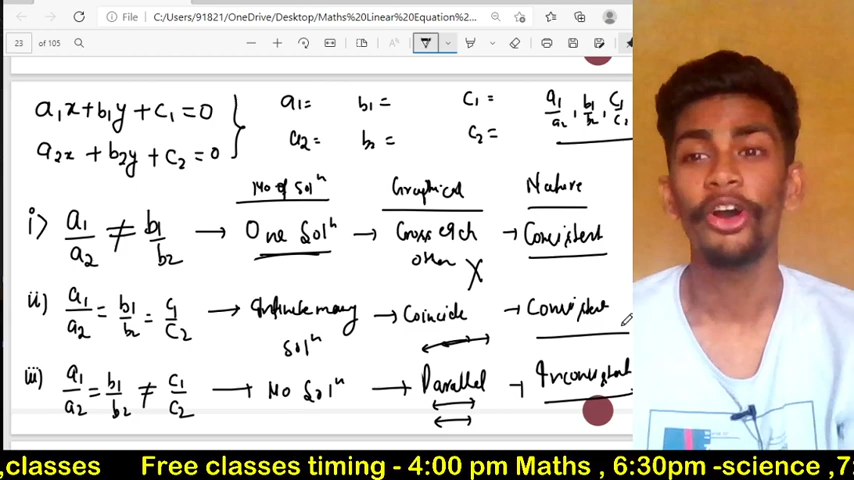 File | C:/Users/91821/OneDrive/Desktop/Maths%20Linear%20Equation%2...
23 of 105
a₁x+b₁y+c₁=0
a₂x+b₂y+c₂=0
a₁= b₁= c₁= a₁/a₂, b₁/b₂, c₁/c₂
a₂= b₂= c₂=
No of Solⁿ Graphical Nature
i> a₁/a₂ ≠ b₁/b₂ → One Solⁿ → Cross each other → Consistent
ii) a₁/a₂ = b₁/b₂ = c₁/c₂ → Infinite many Solⁿ → Coincide → Consistent
iii) a₁/a₂ = b₁/b₂ ≠ c₁/c₂ → No Solⁿ → Parallel → Inconsistent
,classes Free classes timing - 4:00 pm Maths , 6:30pm -science ,7: